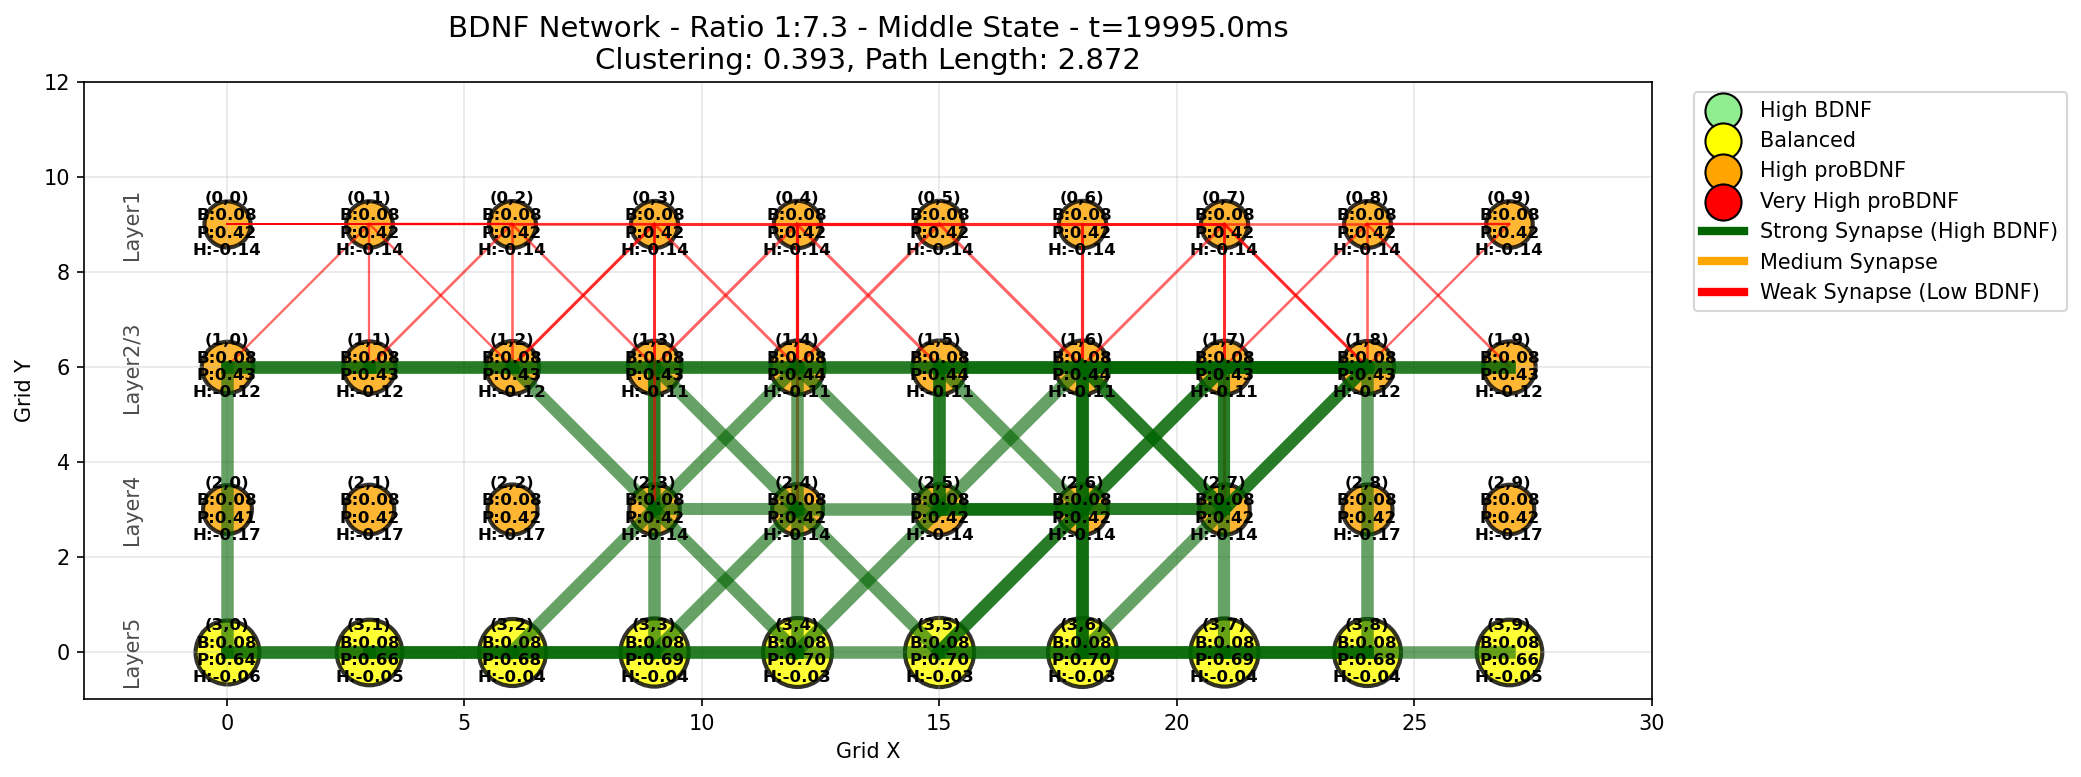 BDNF Network - Ratio 1:7.3 - Middle State - t=19995.0ms
Clustering: 0.393, Path Length: 2.872
High BDNF
Balanced
High proBDNF
Very High proBDNF
Strong Synapse (High BDNF)
Medium Synapse
Weak Synapse (Low BDNF)
Grid Y
12
10
8
6
4
2
0
Layer1
(0,0) (0,1) (0,2) (0,3) (0,4) (0,5) (0,6) (0,7) (0,8) (0,9)
B:0.08 B:0.08 B:0.08 B:0.08 B:0.08 B:0.08 B:0.08 B:0.08 B:0.08 B:0.08
P:0.42 P:0.42 P:0.42 P:0.42 P:0.42 P:0.42 P:0.42 P:0.42 P:0.42 P:0.42
H:-0.14 H:-0.14 H:-0.14 H:-0.14 H:-0.14 H:-0.14 H:-0.14 H:-0.14 H:-0.14 H:-0.14
Layer2/3
(1,0) (1,1) (1,2) (1,3) (1,4) (1,5) (1,6) (1,7) (1,8) (1,9)
B:0.08 B:0.08 B:0.08 B:0.08 B:0.08 B:0.08 B:0.08 B:0.08 B:0.08 B:0.08
P:0.43 P:0.43 P:0.43 P:0.43 P:0.44 P:0.44 P:0.44 P:0.43 P:0.43 P:0.43
H:-0.12 H:-0.12 H:-0.12 H:-0.11 H:-0.11 H:-0.11 H:-0.11 H:-0.11 H:-0.12 H:-0.12
Layer4
(2,0) (2,1) (2,2) (2,3) (2,4) (2,5) (2,6) (2,7) (2,8) (2,9)
B:0.08 B:0.08 B:0.08 B:0.08 B:0.08 B:0.08 B:0.08 B:0.08 B:0.08 B:0.08
P:0.42 P:0.42 P:0.42 P:0.42 P:0.42 P:0.42 P:0.42 P:0.42 P:0.42
H:-0.17 H:-0.17 H:-0.17 H:-0.14 H:-0.14 H:-0.14 H:-0.14 H:-0.14 H:-0.17 H:-0.17
Layer5
(3,0) (3,1) (3,2) (3,3) (3,4) (3,5) (3,6) (3,7) (3,8) (3,9)
B:0.08 B:0.08 B:0.08 B:0.08 B:0.08 B:0.08 B:0.08 B:0.08 B:0.08 B:0.08
P:0.64 P:0.66 P:0.68 P:0.69 P:0.70 P:0.70 P:0.70 P:0.69 P:0.68 P:0.66
H:-0.06 H:-0.05 H:-0.04 H:-0.04 H:-0.03 H:-0.03 H:-0.03 H:-0.04 H:-0.04 H:-0.05
0 5 10 15 20 25 30
Grid X